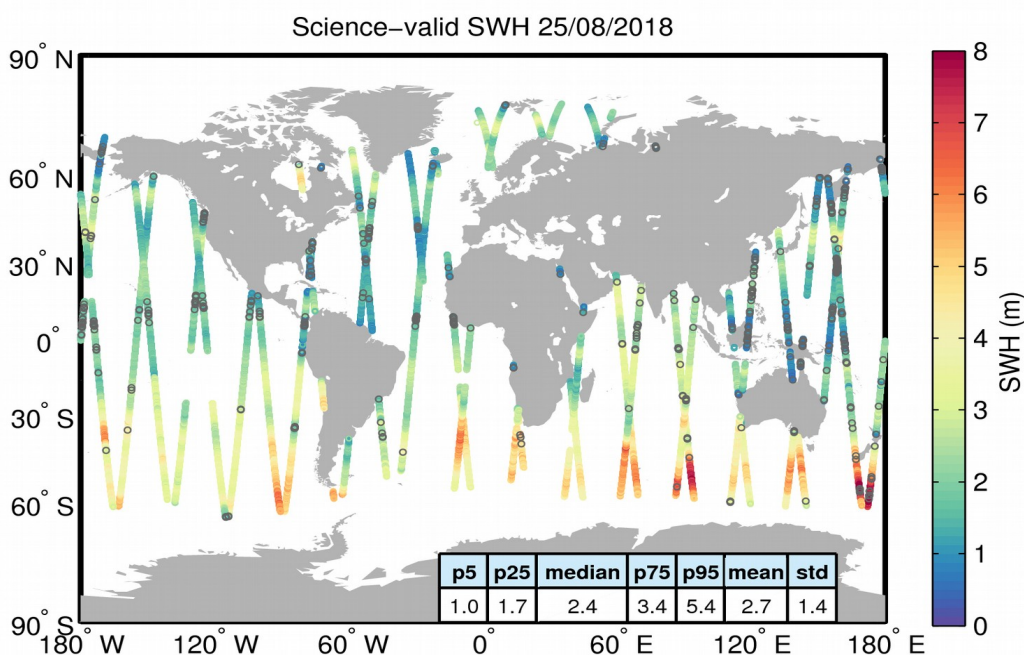 Science−valid SWH 25/08/2018
90° N
60° N
30° N
0°
30° S
60° S
90° S
180° W
120° W
60° W
0°
60° E
120° E
180° E
p5 p25 median p75 p95 mean std
1.0 1.7 2.4 3.4 5.4 2.7 1.4
8
7
6
5
4
3
2
1
0
SWH (m)